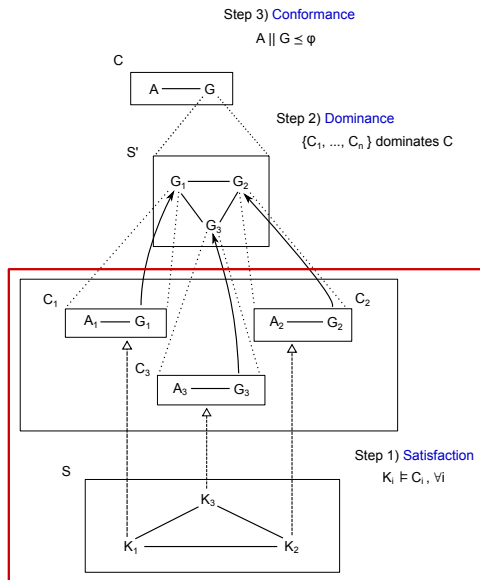 Step 3) Conformance
A || G ⪯ φ
C
A G
Step 2) Dominance
{C₁, ..., Cₙ } dominates C
S'
G₁ G₂
G₃
C₁ C₂
A₁ G₁ A₂ G₂
C₃
A₃ G₃
Step 1) Satisfaction
Kᵢ ⊨ Cᵢ , ∀i
S
K₃
K₁ K₂